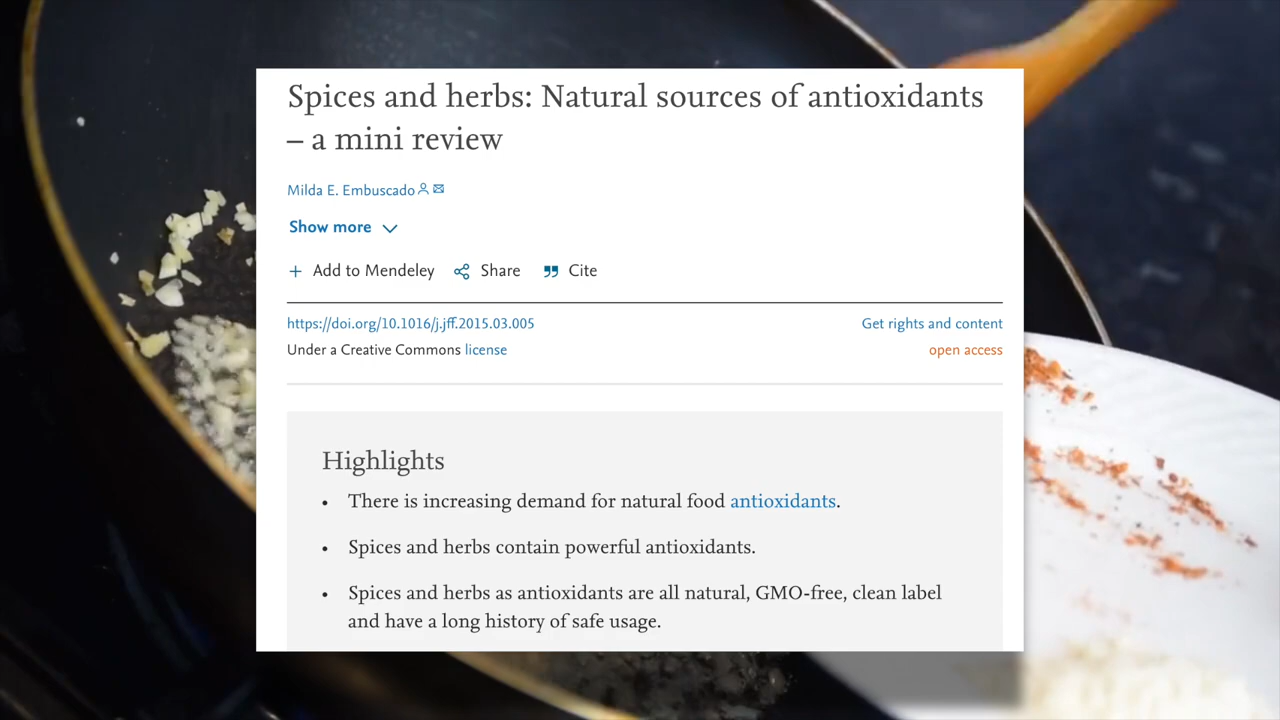 Spices and herbs: Natural sources of antioxidants
– a mini review
Milda E. Embuscado
Show more
Add to Mendeley Share Cite
https://doi.org/10.1016/j.jff.2015.03.005 Get rights and content
Under a Creative Commons license open access
Highlights
• There is increasing demand for natural food antioxidants.
• Spices and herbs contain powerful antioxidants.
• Spices and herbs as antioxidants are all natural, GMO-free, clean label
and have a long history of safe usage.